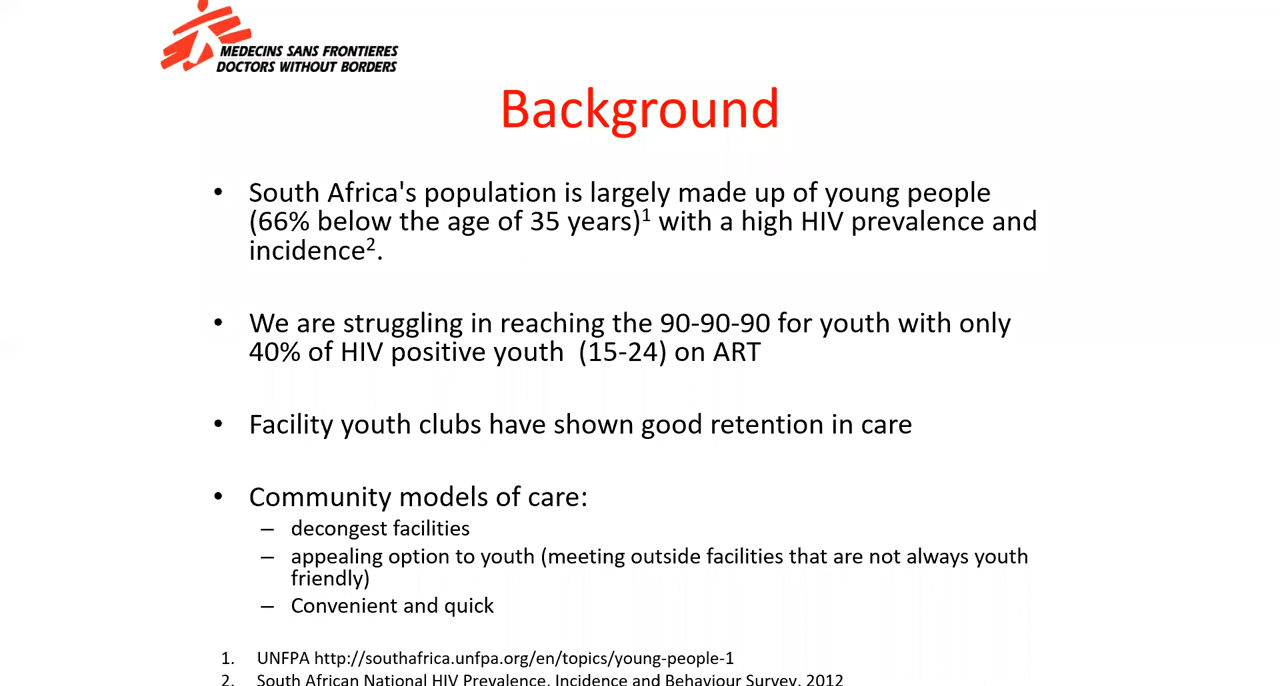 MEDECINS SANS FRONTIERES
DOCTORS WITHOUT BORDERS
Background
• South Africa's population is largely made up of young people
(66% below the age of 35 years)1 with a high HIV prevalence and
incidence2.
• We are struggling in reaching the 90-90-90 for youth with only
40% of HIV positive youth  (15-24) on ART
• Facility youth clubs have shown good retention in care
• Community models of care:
– decongest facilities
– appealing option to youth (meeting outside facilities that are not always youth
friendly)
– Convenient and quick
1. UNFPA http://southafrica.unfpa.org/en/topics/young-people-1
2. South African National HIV Prevalence, Incidence and Behaviour Survey, 2012